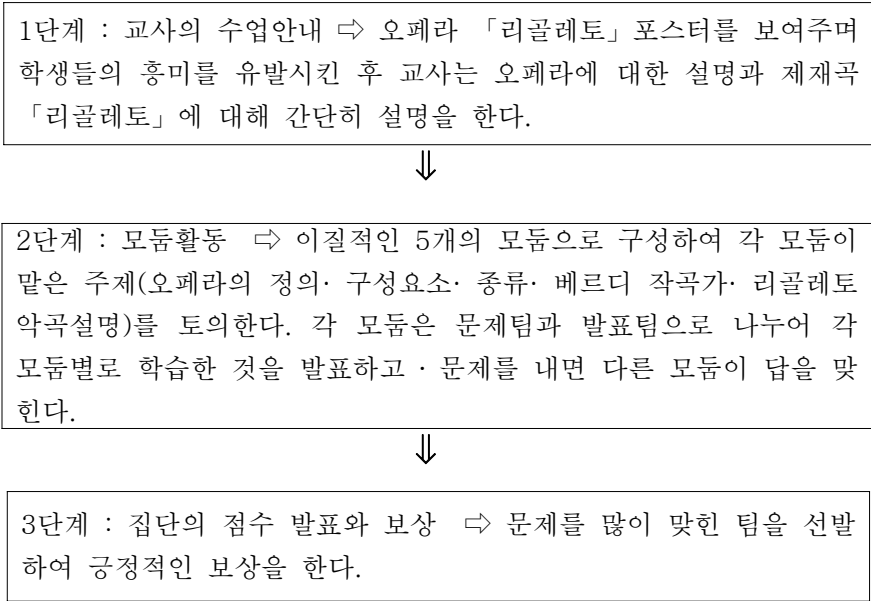 1단계 : 교사의 수업안내 ⇨ 오페라 「리골레토」포스터를 보여주며
학생들의 흥미를 유발시킨 후 교사는 오페라에 대한 설명과 제재곡
「리골레토」에 대해 간단히 설명을 한다.
⇓
2단계 : 모둠활동 ⇨ 이질적인 5개의 모둠으로 구성하여 각 모둠이
맡은 주제(오페라의 정의· 구성요소· 종류· 베르디 작곡가· 리골레토
악곡설명)를 토의한다. 각 모둠은 문제팀과 발표팀으로 나누어 각
모둠별로 학습한 것을 발표하고 · 문제를 내면 다른 모둠이 답을 맞
힌다.
⇓
3단계 : 집단의 점수 발표와 보상 ⇨ 문제를 많이 맞힌 팀을 선발
하여 긍정적인 보상을 한다.